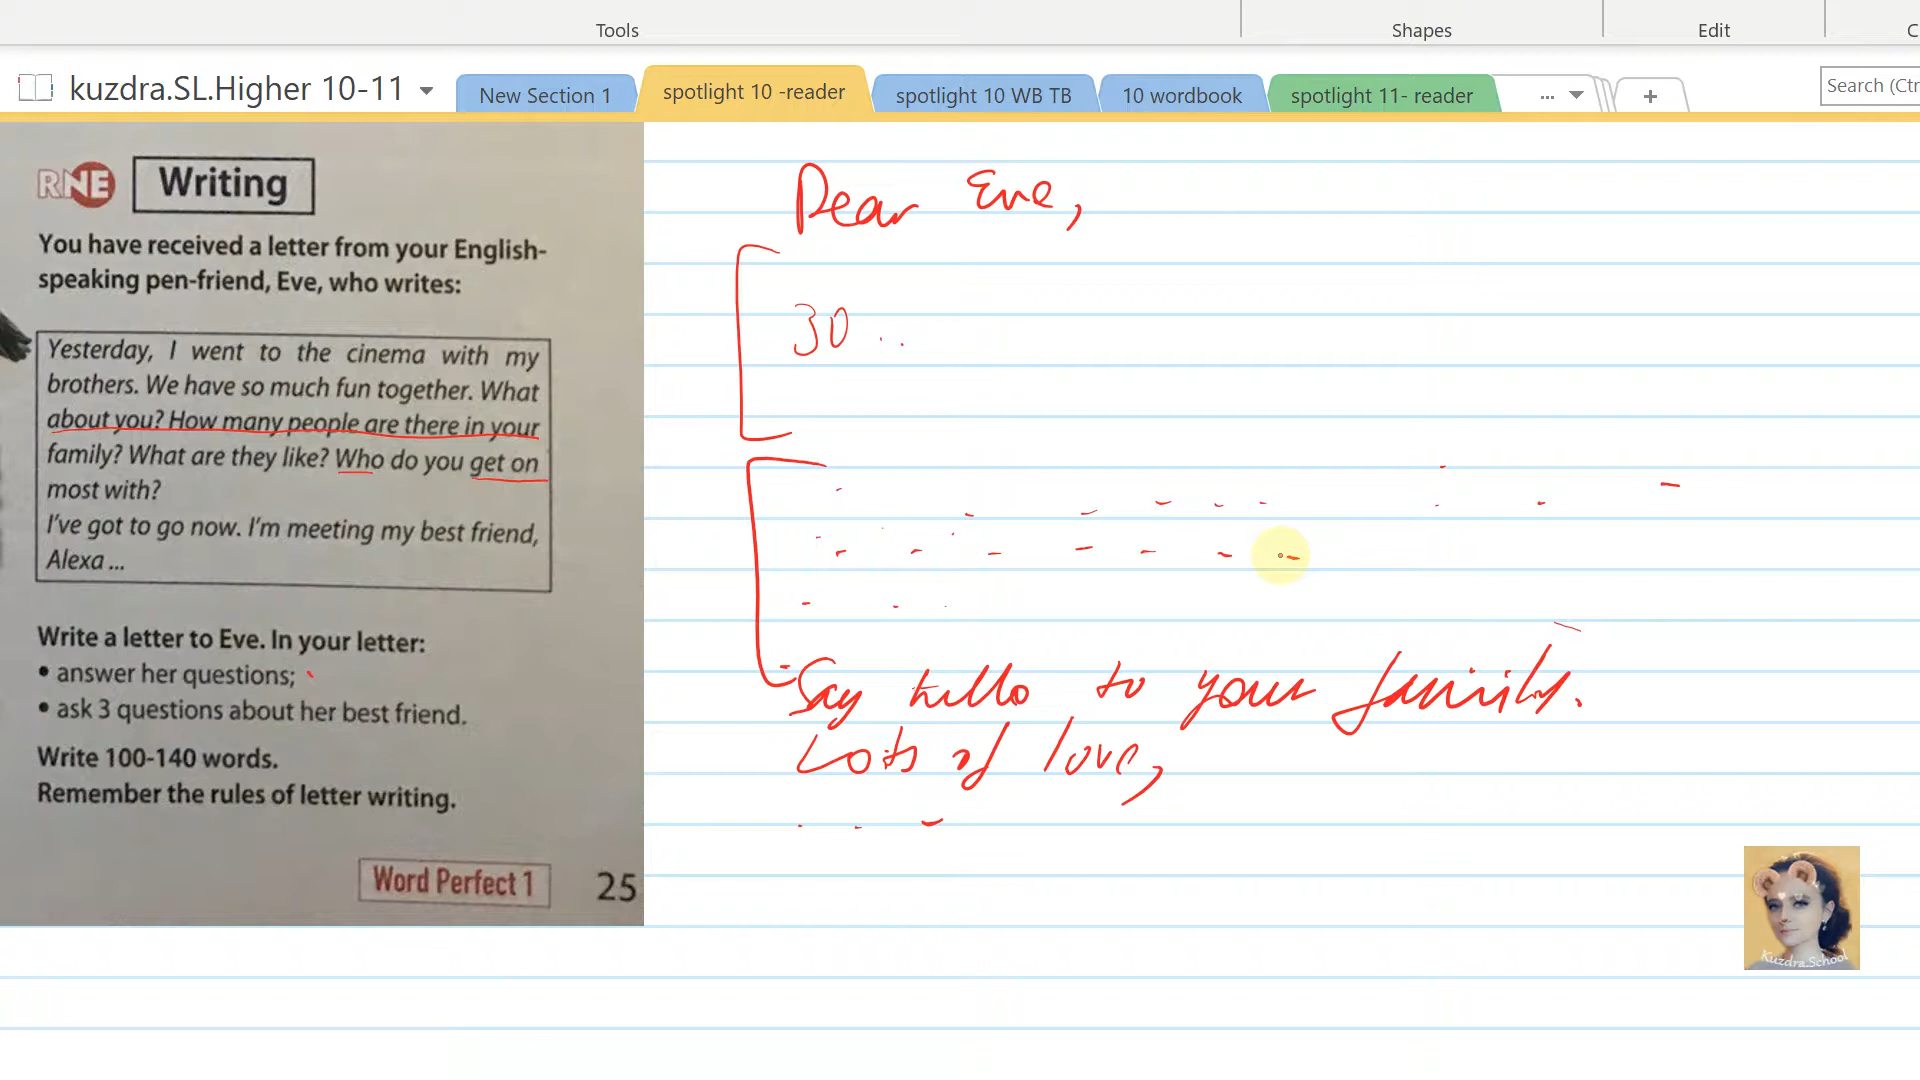 Tools
Shapes
Edit
kuzdra.SL.Higher 10-11
New Section 1
spotlight 10 -reader
spotlight 10 WB TB
10 wordbook
spotlight 11- reader
...
+
Search (Ctr
RNE
Writing
You have received a letter from your English-
speaking pen-friend, Eve, who writes:
Yesterday, I went to the cinema with my
brothers. We have so much fun together. What
about you? How many people are there in your
family? What are they like? Who do you get on
most with?
I've got to go now. I'm meeting my best friend,
Alexa ...
Write a letter to Eve. In your letter:
• answer her questions;
• ask 3 questions about her best friend.
Write 100-140 words.
Remember the rules of letter writing.
Word Perfect 1
25
Dear Eve,
30 ..
Say hello to your family.
Lots of love,
Kuzdra.School